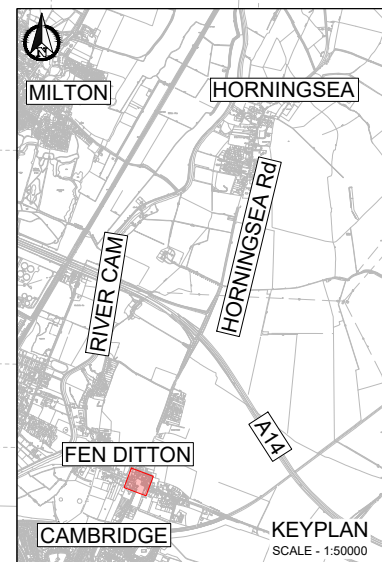 N
MILTON
HORNINGSEA
HORNINGSEA Rd
RIVER CAM
A14
FEN DITTON
CAMBRIDGE
KEYPLAN
SCALE - 1:50000